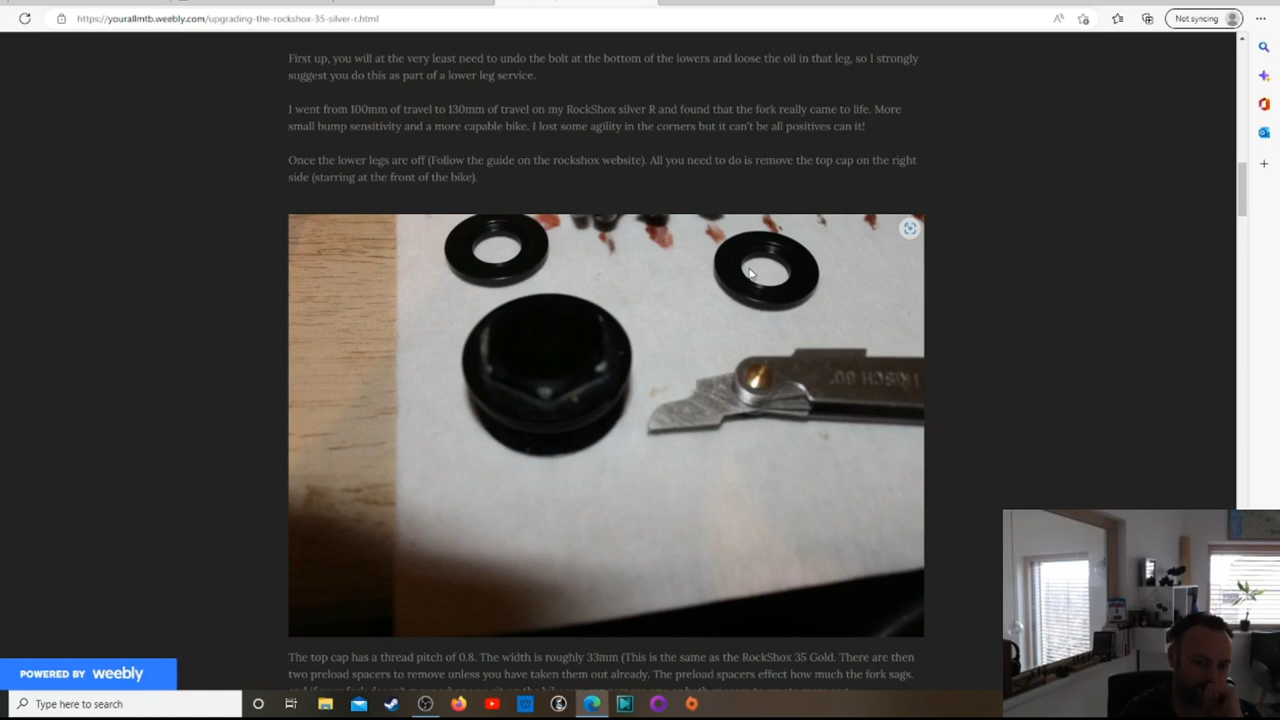 https://yourallmtb.weebly.com/upgrading-the-rockshox-35-silver-r.html
Not syncing
First up, you will at the very least need to undo the bolt at the bottom of the lowers and loose the oil in that leg, so I strongly
suggest you do this as part of a lower leg service.
I went from 100mm of travel to 130mm of travel on my RockShox silver R and found that the fork really came to life. More
small bump sensitivity and a more capable bike. I lost some agility in the corners but it can't be all positives can it!
Once the lower legs are off (Follow the guide on the rockshox website). All you need to do is remove the top cap on the right
side (starring at the front of the bike).
The top cap has a thread pitch of 0.8. The width is roughly 33mm (This is the same as the RockShox 35 Gold. There are then
two preload spacers to remove unless you have taken them out already. The preload spacers effect how much the fork sags.
POWERED BY weebly
Type here to search